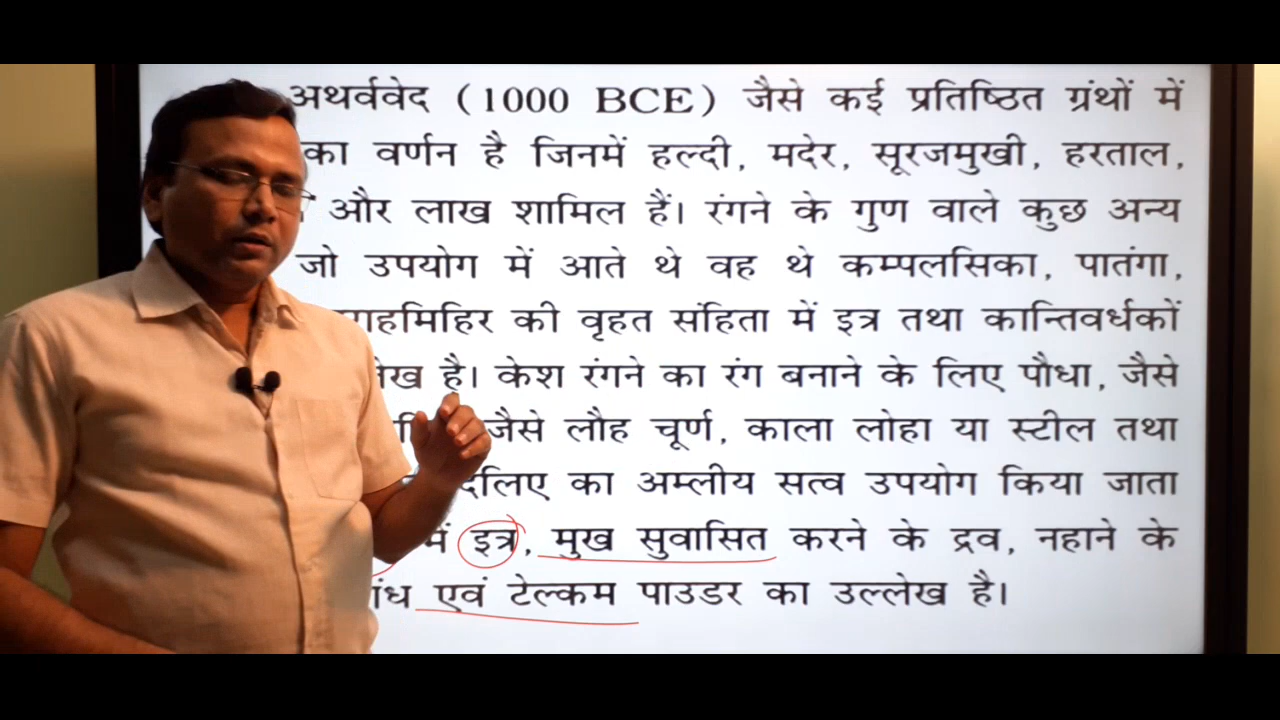 अथर्ववेद (1000 BCE) जैसे कई प्रतिष्ठित ग्रंथों में
का वर्णन है जिनमें हल्दी, मदेर, सूरजमुखी, हरताल,
और लाख शामिल हैं। रंगने के गुण वाले कुछ अन्य
जो उपयोग में आते थे वह थे कम्पलसिका, पातंगा,
की वृहत संहिता में इत्र तथा कान्तिवर्धकों
है। केश रंगने का रंग बनाने के लिए पौधा, जैसे
जैसे लौह चूर्ण, काला लोहा या स्टील तथा
का अम्लीय सत्व उपयोग किया जाता
में इत्र, मुख सुवासित करने के द्रव, नहाने के
एवं टेल्कम पाउडर का उल्लेख है।